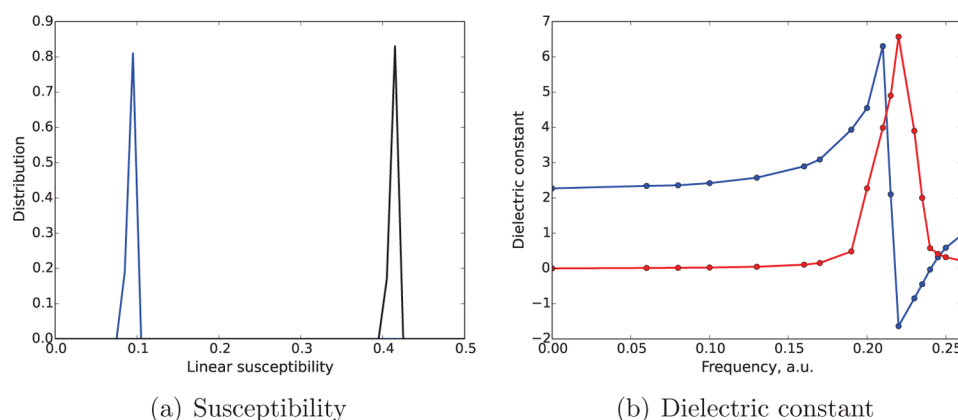 0.9
0.8
0.7
0.6
0.5
0.4
0.3
0.2
0.1
0.0
Distribution
0.0 0.1 0.2 0.3 0.4 0.5
Linear susceptibility
(a) Susceptibility
7
6
5
4
3
2
1
0
−1
−2
Dielectric constant
0.00 0.05 0.10 0.15 0.20 0.25
Frequency, a.u.
(b) Dielectric constant